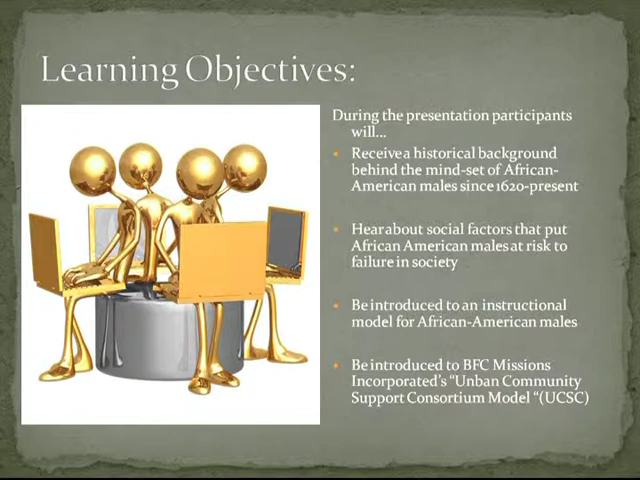 Learning Objectives:
During the presentation participants
will...
Receive a historical background
behind the mind-set of African-
American males since 1620-present
Hear about social factors that put
African American males at risk to
failure in society
Be introduced to an instructional
model for African-American males
Be introduced to BFC Missions
Incorporated's "Unban Community
Support Consortium Model "(UCSC)